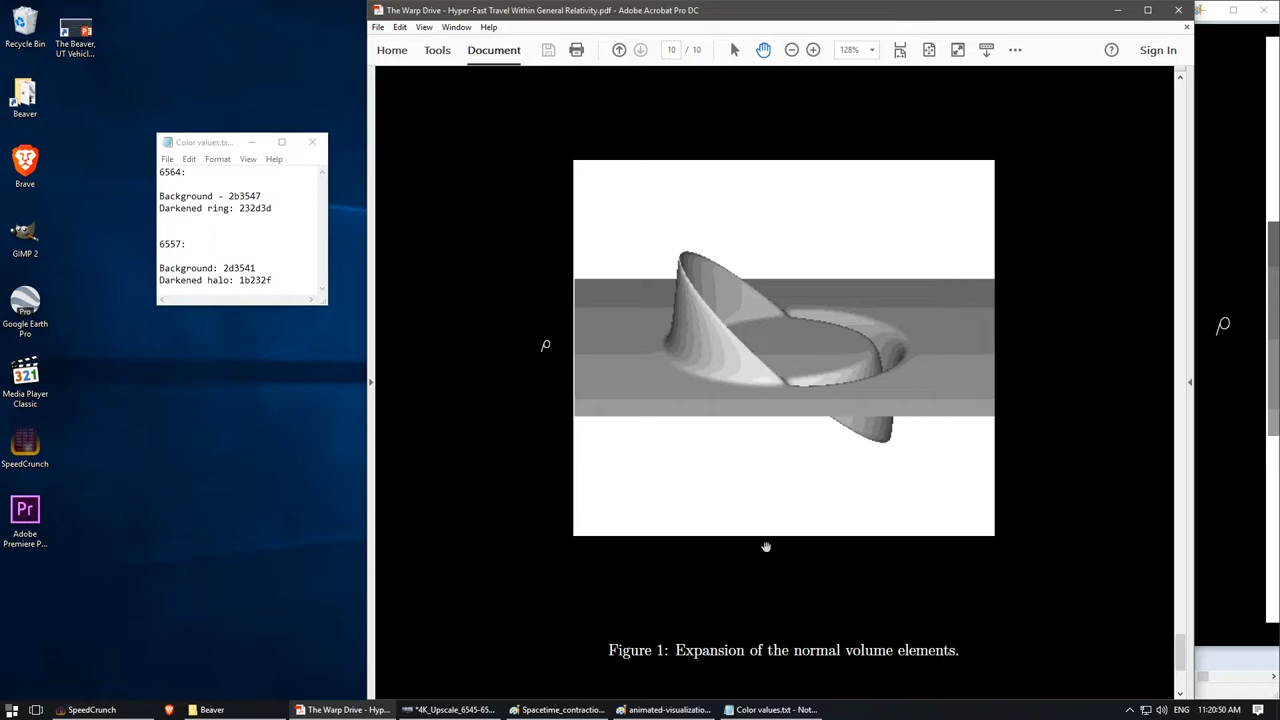 Recycle Bin
The Beaver,
UT Vehicl...
Beaver
Brave
GIMP 2
Pro
Google Earth
Pro
321
Media Player
Classic
SpeedCrunch
Pr
Adobe
Premiere P...
Color values.tx...
File Edit Format View Help
6564:
Background - 2b3547
Darkened ring: 232d3d
6557:
Background: 2d3541
Darkened halo: 1b232f
The Warp Drive - Hyper-Fast Travel Within General Relativity.pdf - Adobe Acrobat Pro DC
File Edit View Window Help
Home Tools Document 10 / 10 128% Sign In
ρ
ρ
Figure 1: Expansion of the normal volume elements.
SpeedCrunch Beaver The Warp Drive - Hyp... *4K_Upscale_6545-65... Spacetime_contractio... animated-visualizatio... Color values.txt - Not... ENG 11:20:50 AM